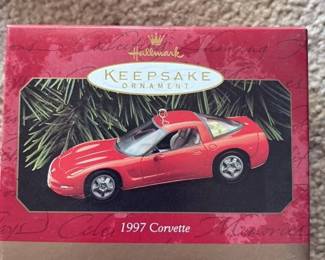 Hallmark
KEEPSAKE
ORNAMENT
1997 Corvette